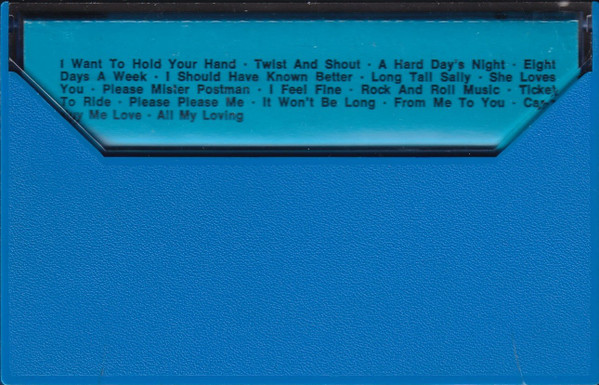 I Want To Hold Your Hand · Twist And Shout · A Hard Day's Night · Eight
Days A Week · I Should Have Known Better · Long Tall Sally · She Loves
You · Please Mister Postman · I Feel Fine · Rock And Roll Music · Ticket
To Ride · Please Please Me · It Won't Be Long · From Me To You ·
Me Love · All My Loving